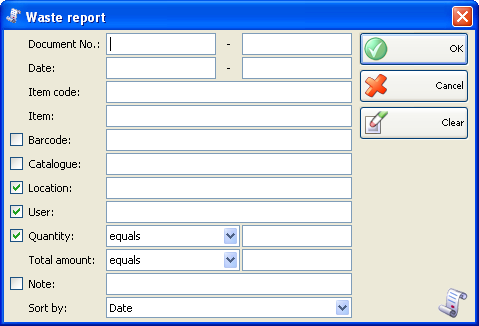 Waste report
Document No.: -
OK
Date: -
Item code:
Cancel
Item:
Clear
Barcode:
Catalogue:
Location:
User:
Quantity: equals
Total amount: equals
Note:
Sort by: Date